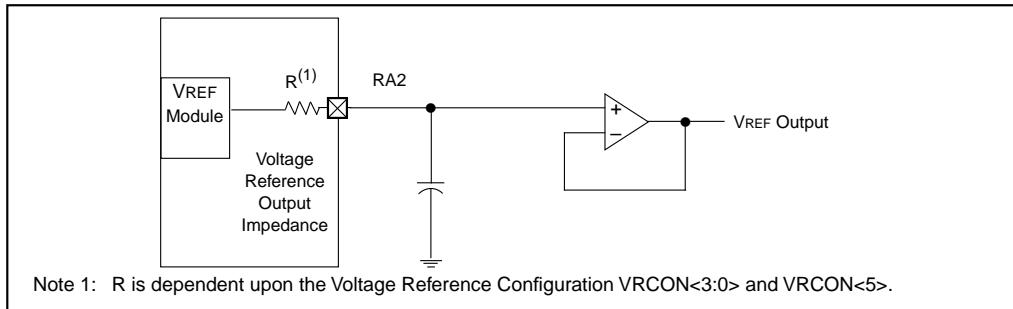 VREF
Module
R(1)
RA2
+
−
VREF Output
Voltage
Reference
Output
Impedance
Note 1: R is dependent upon the Voltage Reference Configuration VRCON<3:0> and VRCON<5>.